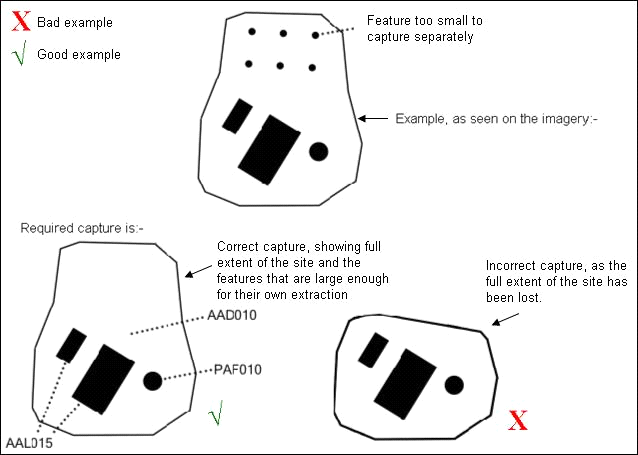 X Bad example
√ Good example
Feature too small to
capture separately
Example, as seen on the imagery:-
Required capture is:-
Correct capture, showing full
extent of the site and the
features that are large enough
for their own extraction
Incorrect capture, as the
full extent of the site has
been lost.
AAD010
PAF010
AAL015
√
X